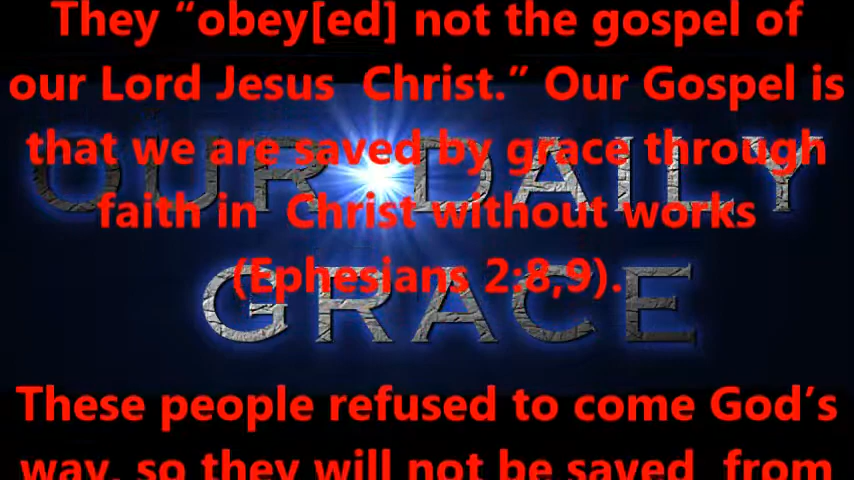 They “obey[ed] not the gospel of
our Lord Jesus Christ.” Our Gospel is
that we are saved by grace through
faith in Christ without works
(Ephesians 2:8,9).
These people refused to come God’s
way, so they will not be saved from
OUR DAILY
GRACE